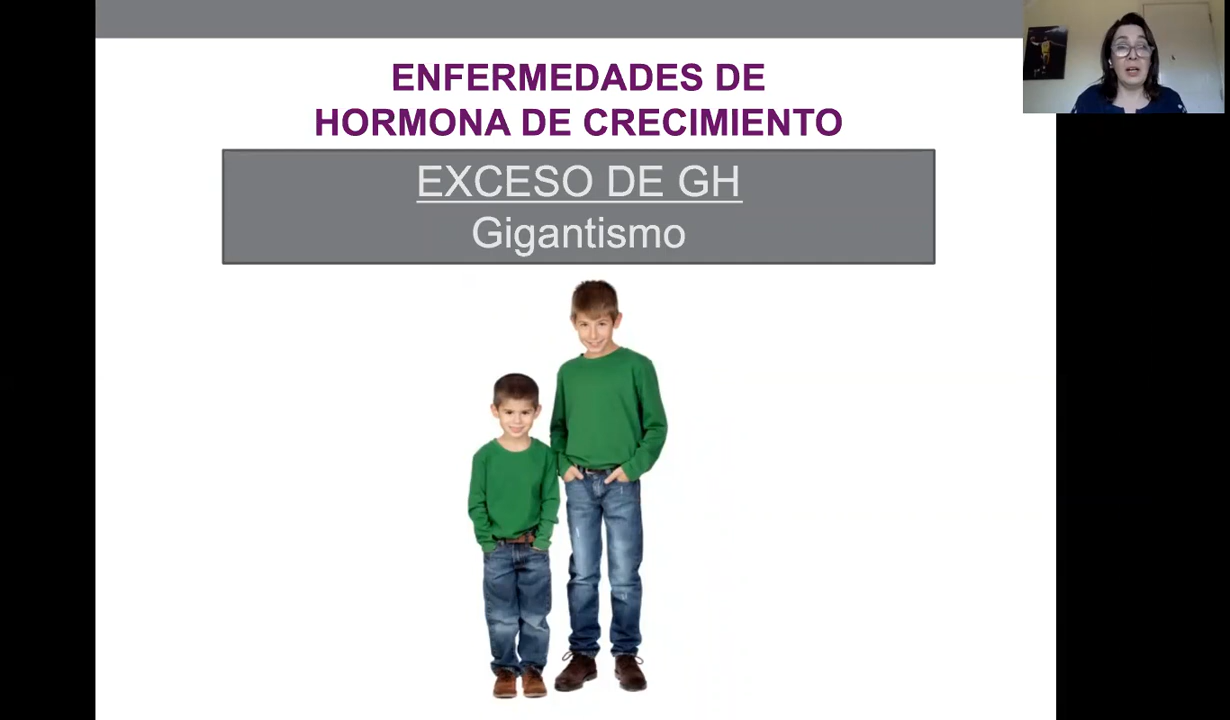 ENFERMEDADES DE
HORMONA DE CRECIMIENTO
EXCESO DE GH
Gigantismo